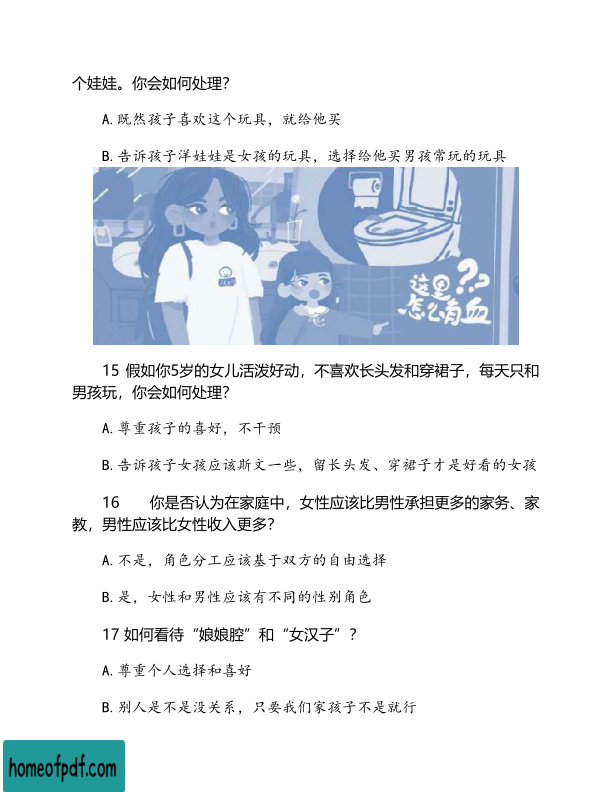 个娃娃。你会如何处理？
A.既然孩子喜欢这个玩具，就给他买
B.告诉孩子洋娃娃是女孩的玩具，选择给他买男孩常玩的玩具
这里??
怎么有血
15 假如你5岁的女儿活泼好动，不喜欢长头发和穿裙子，每天只和
男孩玩，你会如何处理？
A.尊重孩子的喜好，不干预
B.告诉孩子女孩应该斯文一些，留长头发、穿裙子才是好看的女孩
16 你是否认为在家庭中，女性应该比男性承担更多的家务、家
教，男性应该比女性收入更多？
A.不是，角色分工应该基于双方的自由选择
B.是，女性和男性应该有不同的性别角色
17 如何看待“娘娘腔”和“女汉子”？
A.尊重个人选择和喜好
B.别人是不是没关系，只要我们家孩子不是就行
homeofpdf.com